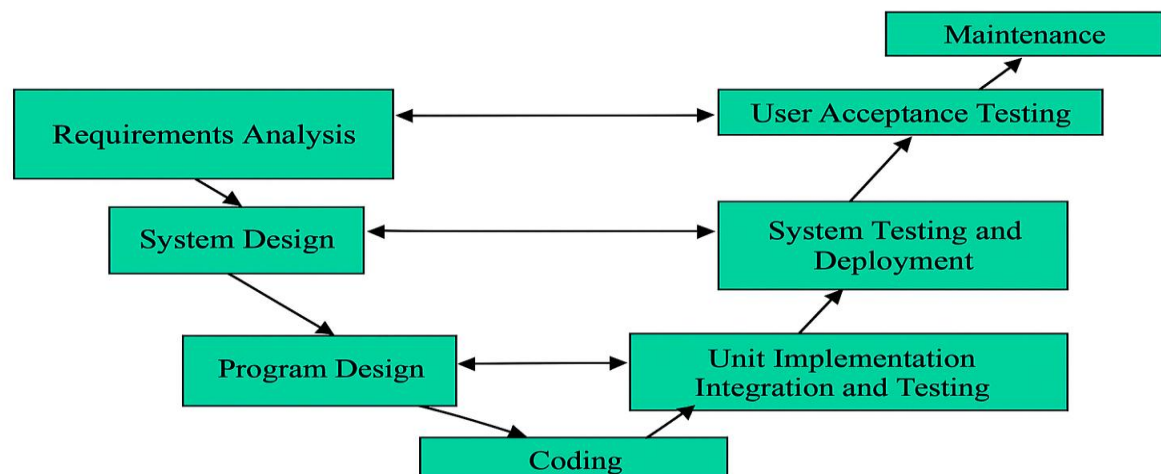 Maintenance
Requirements Analysis
User Acceptance Testing
System Design
System Testing and
Deployment
Program Design
Unit Implementation
Integration and Testing
Coding